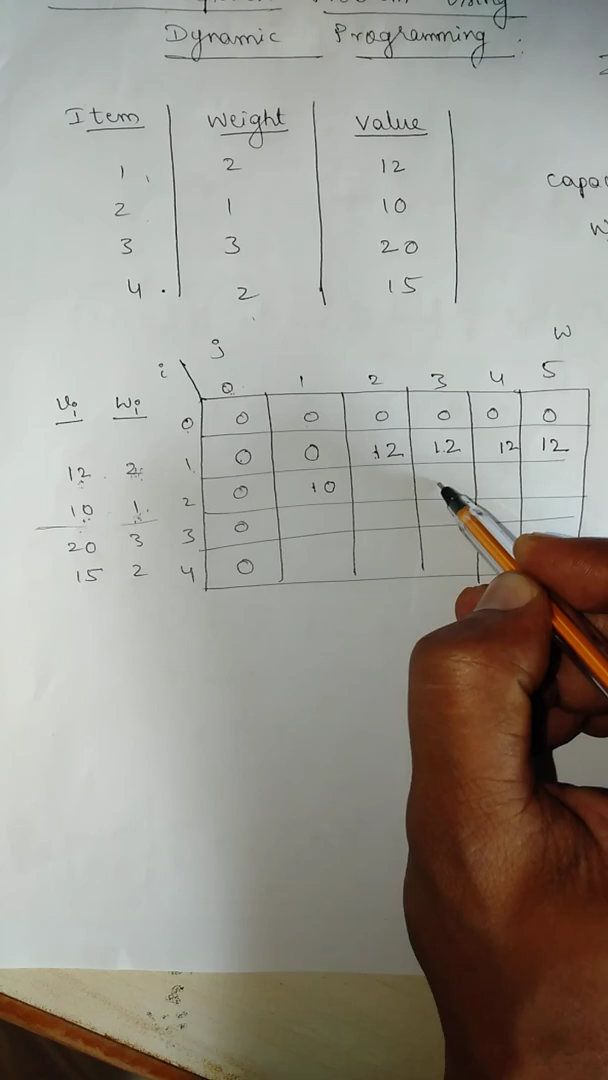 Using
Dynamic Programming :
Item Weight Value
1 2 12
2 1 10
3 3 20
4 . 2 15
W
j
i 0 1 2 3 4 5
Vi Wi
0 0 0 0 0 0 0
12 2 1 0 0 12 12 12 12
10 1 2 0 10
20 3 3 0
15 2 4 0